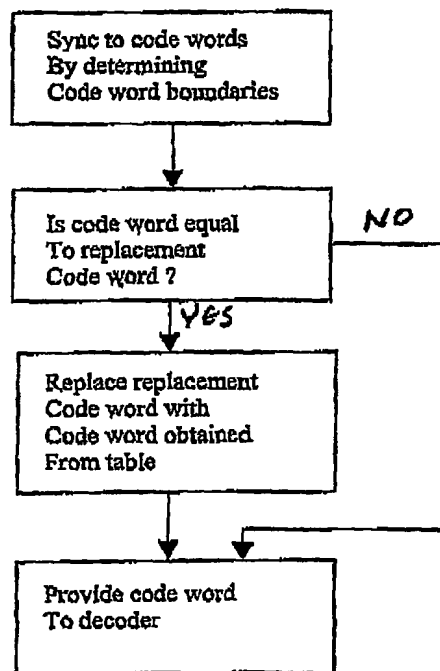 Sync to code words
By determining
Code word boundaries
Is code word equal
To replacement
Code word ?
NO
YES
Replace replacement
Code word with
Code word obtained
From table
Provide code word
To decoder